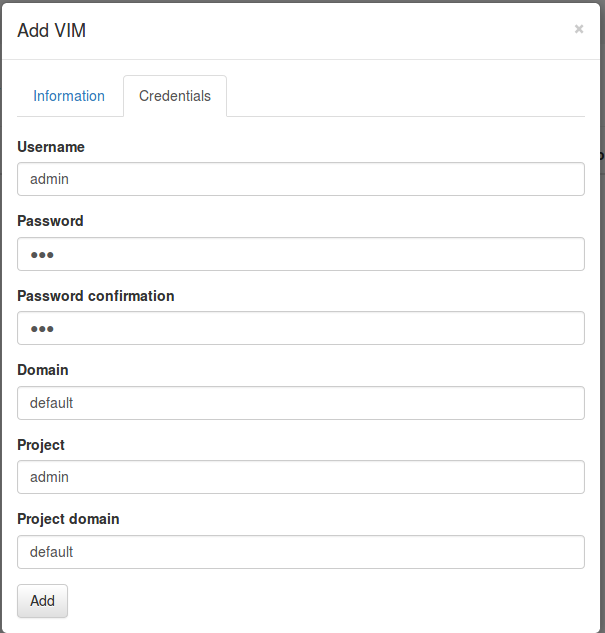 Add VIM ×
Information Credentials
Username
admin
Password
●●●
Password confirmation
●●●
Domain
default
Project
admin
Project domain
default
Add